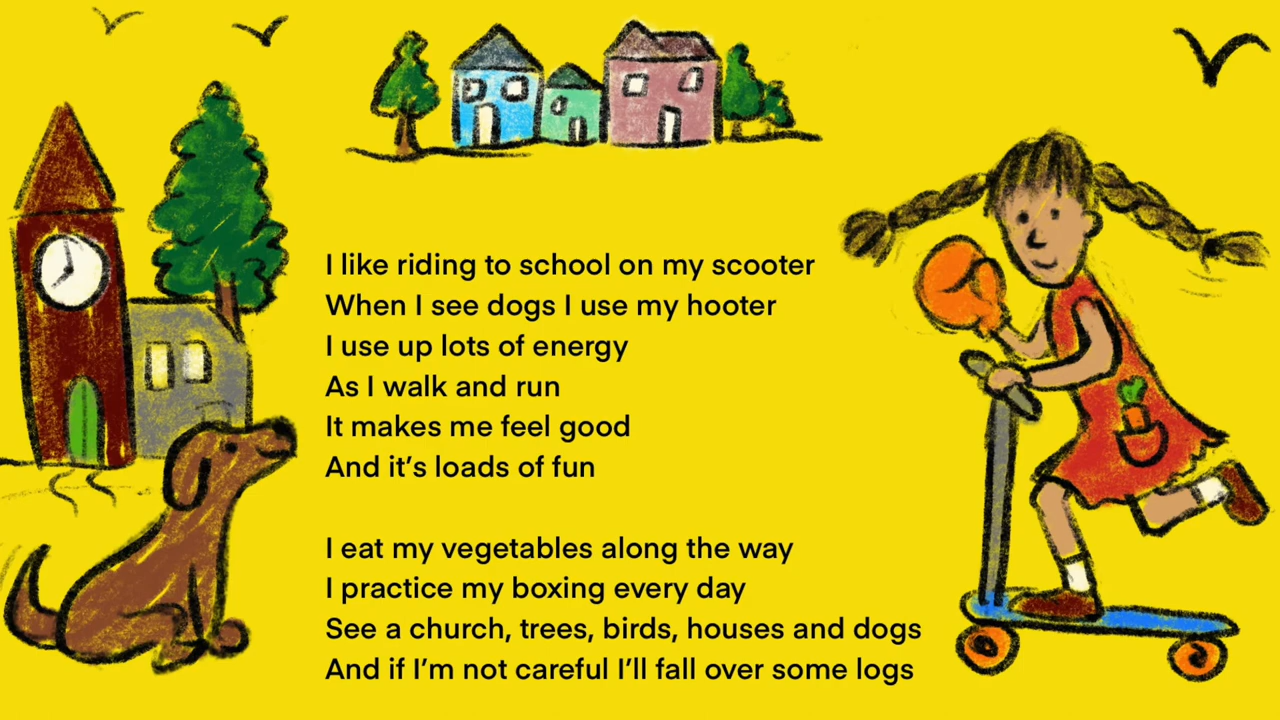 I like riding to school on my scooter
When I see dogs I use my hooter
I use up lots of energy
As I walk and run
It makes me feel good
And it’s loads of fun
I eat my vegetables along the way
I practice my boxing every day
See a church, trees, birds, houses and dogs
And if I’m not careful I’ll fall over some logs